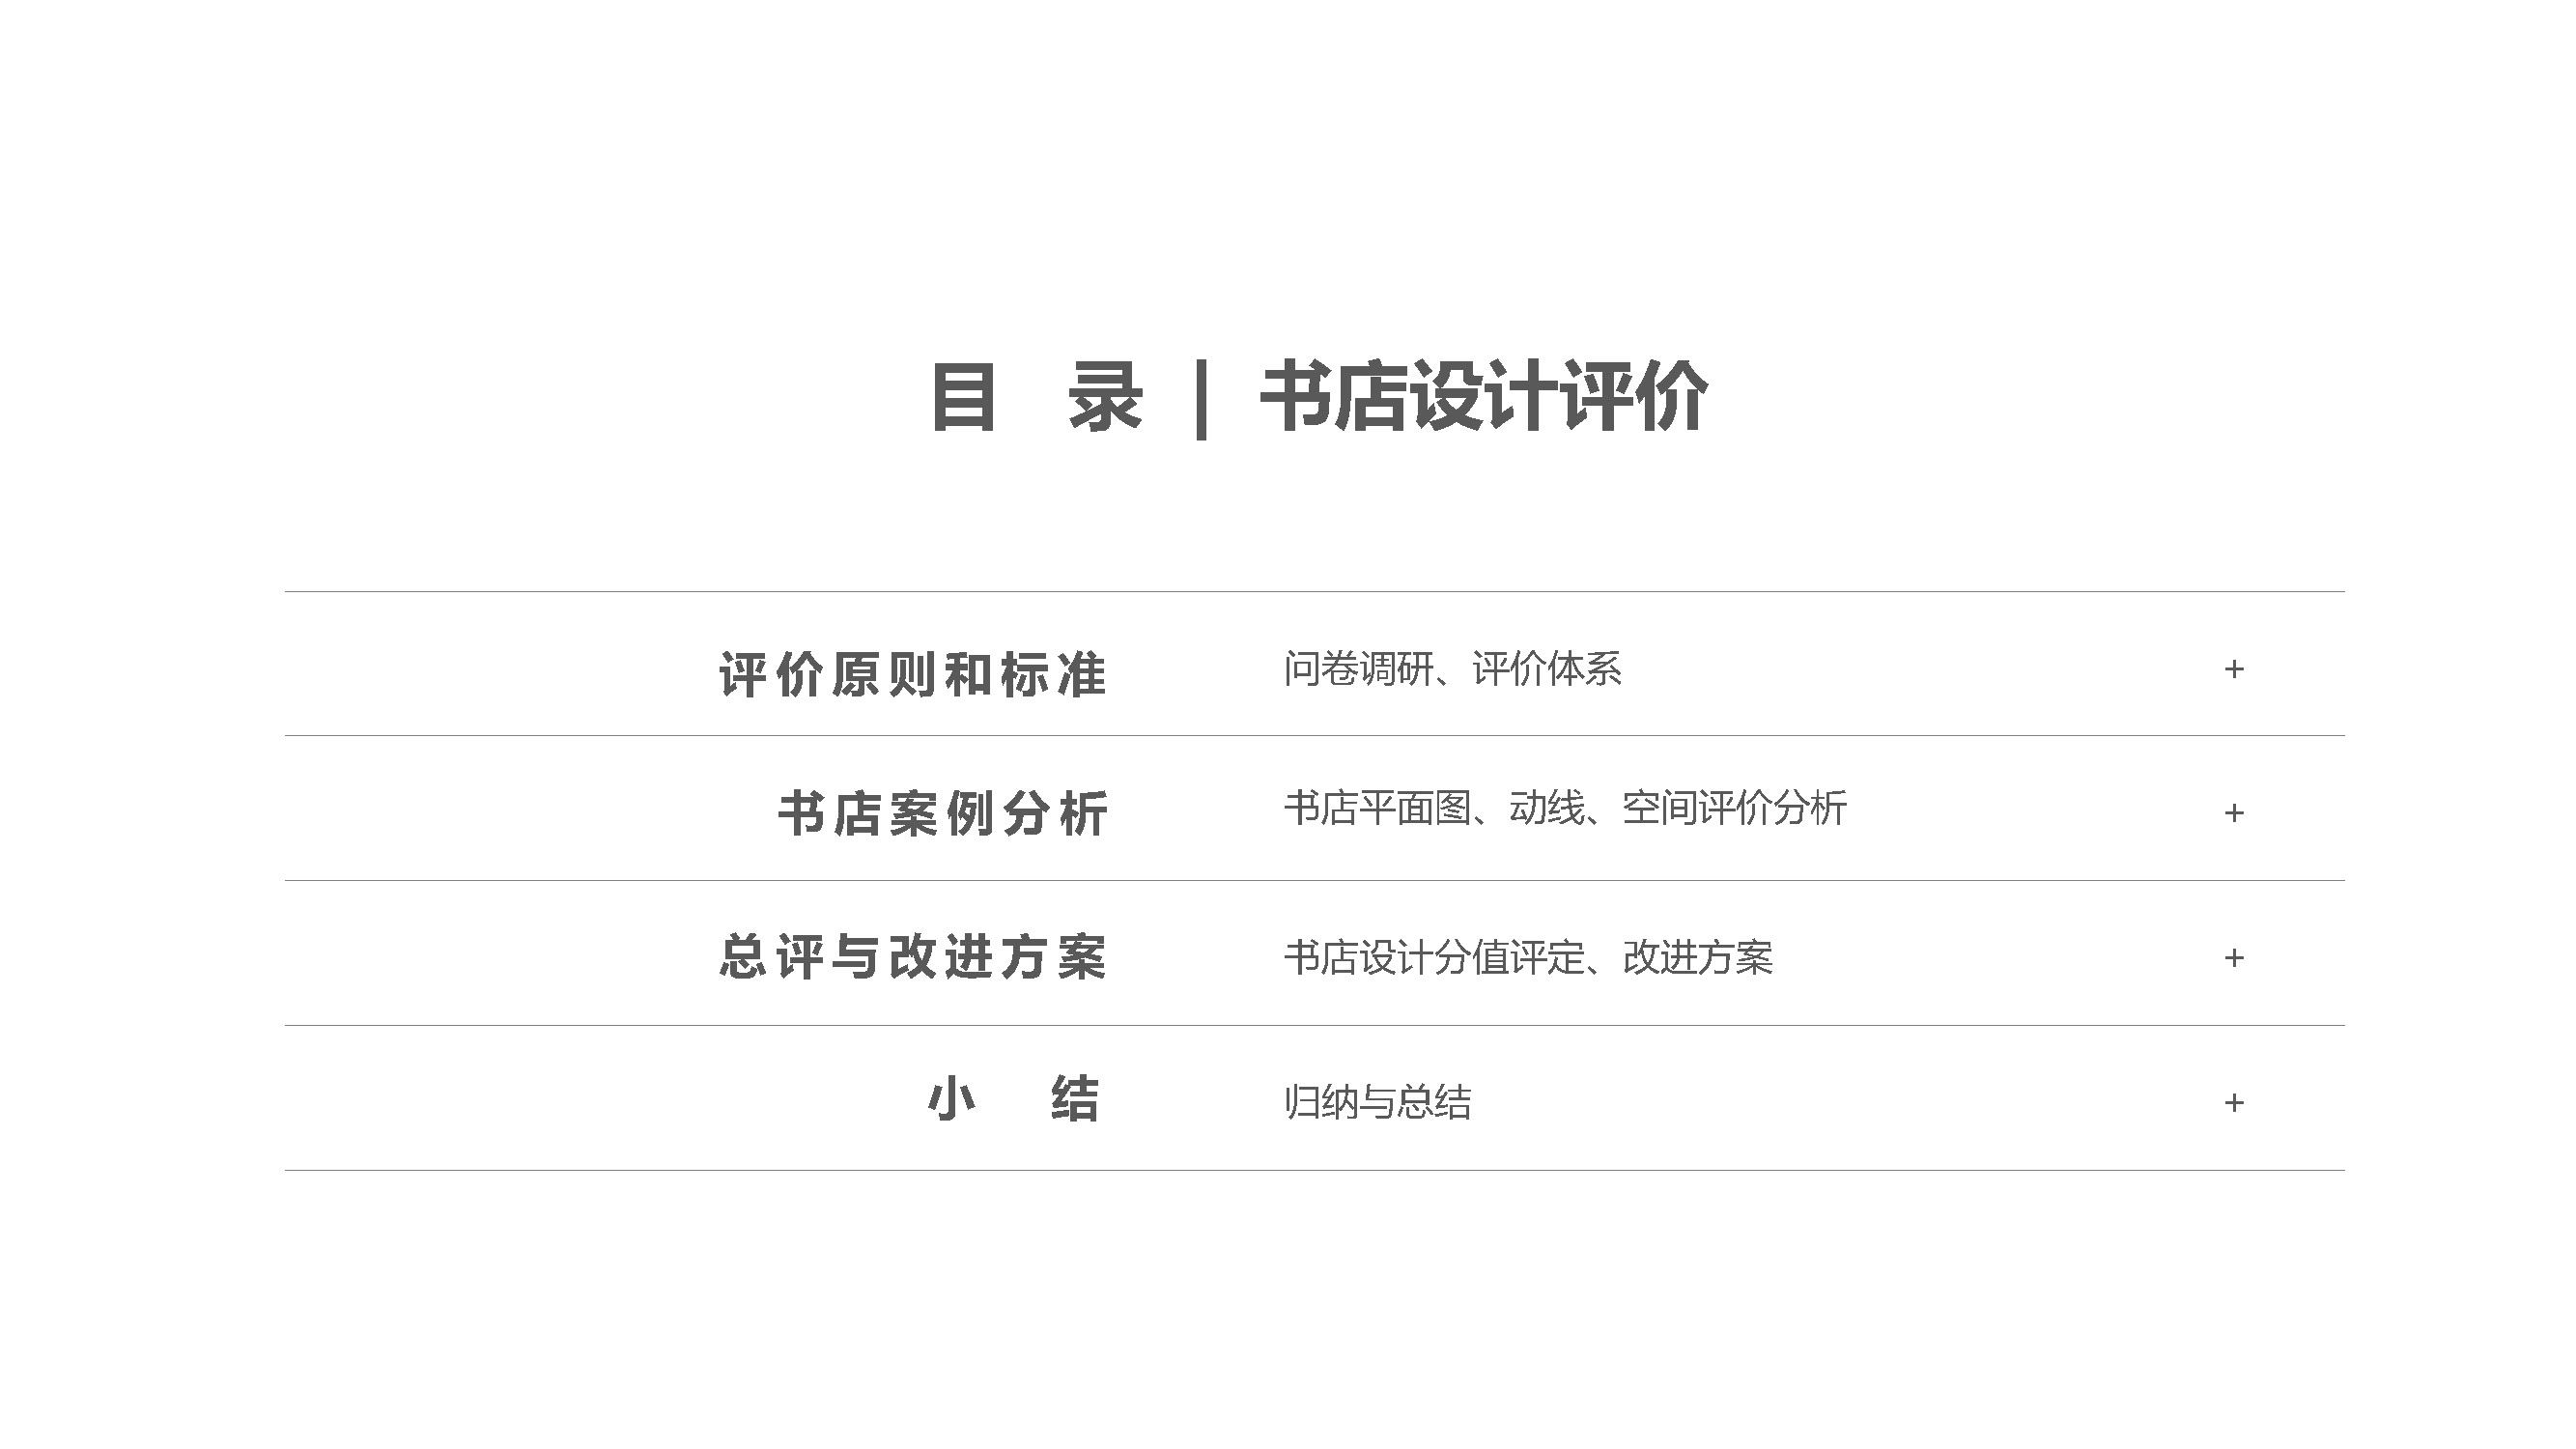 目 录 | 书店设计评价
评价原则和标准 问卷调研、评价体系 +
书店案例分析 书店平面图、动线、空间评价分析 +
总评与改进方案 书店设计分值评定、改进方案 +
小 结 归纳与总结 +